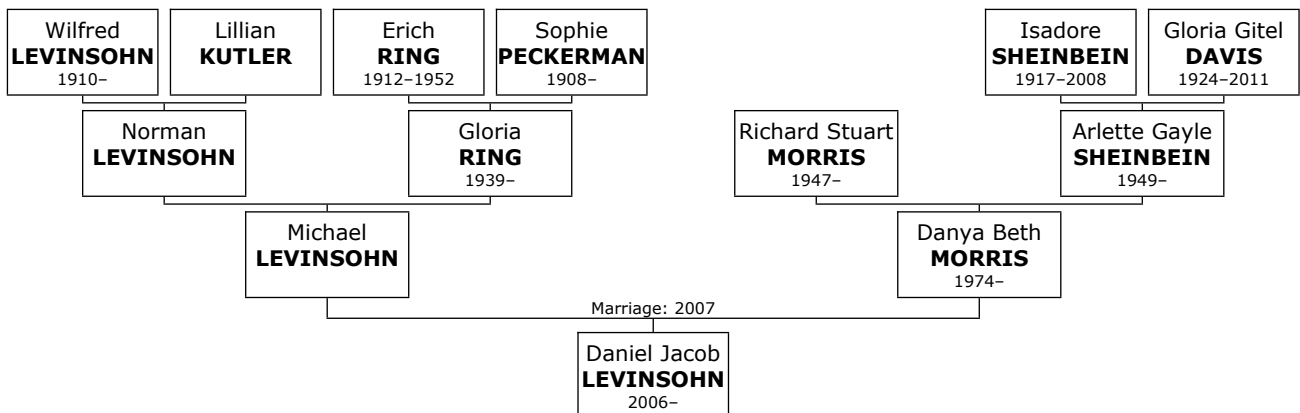 Wilfred
LEVINSOHN
1910–
Lillian
KUTLER
Erich
RING
1912–1952
Sophie
PECKERMAN
1908–
Isadore
SHEINBEIN
1917–2008
Gloria Gitel
DAVIS
1924–2011
Norman
LEVINSOHN
Gloria
RING
1939–
Richard Stuart
MORRIS
1947–
Arlette Gayle
SHEINBEIN
1949–
Michael
LEVINSOHN
Danya Beth
MORRIS
1974–
Marriage: 2007
Daniel Jacob
LEVINSOHN
2006–